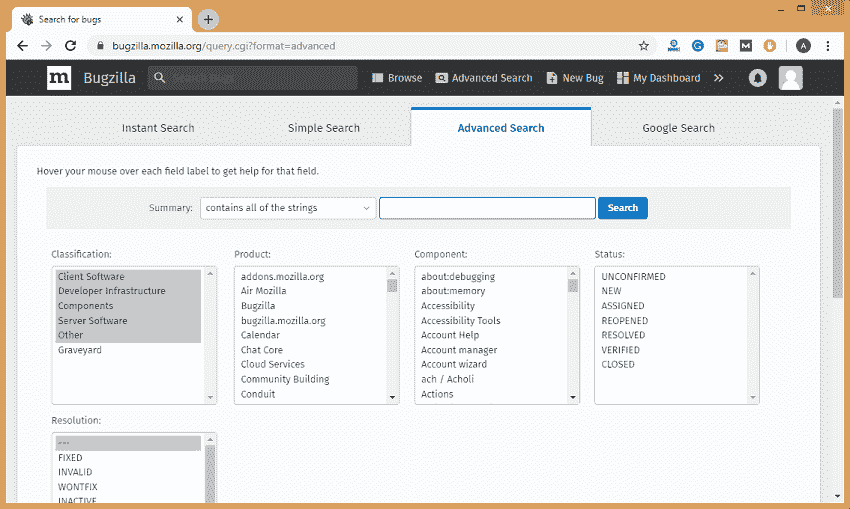 Search for bugs
bugzilla.mozilla.org/query.cgi?format=advanced
A
m Bugzilla Search Bugs Browse Advanced Search New Bug My Dashboard >>
Instant Search Simple Search Advanced Search Google Search
Hover your mouse over each field label to get help for that field.
Summary: contains all of the strings Search
Classification: Product: Component: Status:
Client Software addons.mozilla.org about:debugging UNCONFIRMED
Developer Infrastructure Air Mozilla about:memory NEW
Components Bugzilla Accessibility ASSIGNED
Server Software bugzilla.mozilla.org Accessibility Tools REOPENED
Other Calendar Account Help RESOLVED
Graveyard Chat Core Account manager VERIFIED
Cloud Services Account wizard CLOSED
Community Building ach / Acholi
Conduit Actions
Resolution:
---
FIXED
INVALID
WONTFIX
INACTIVE